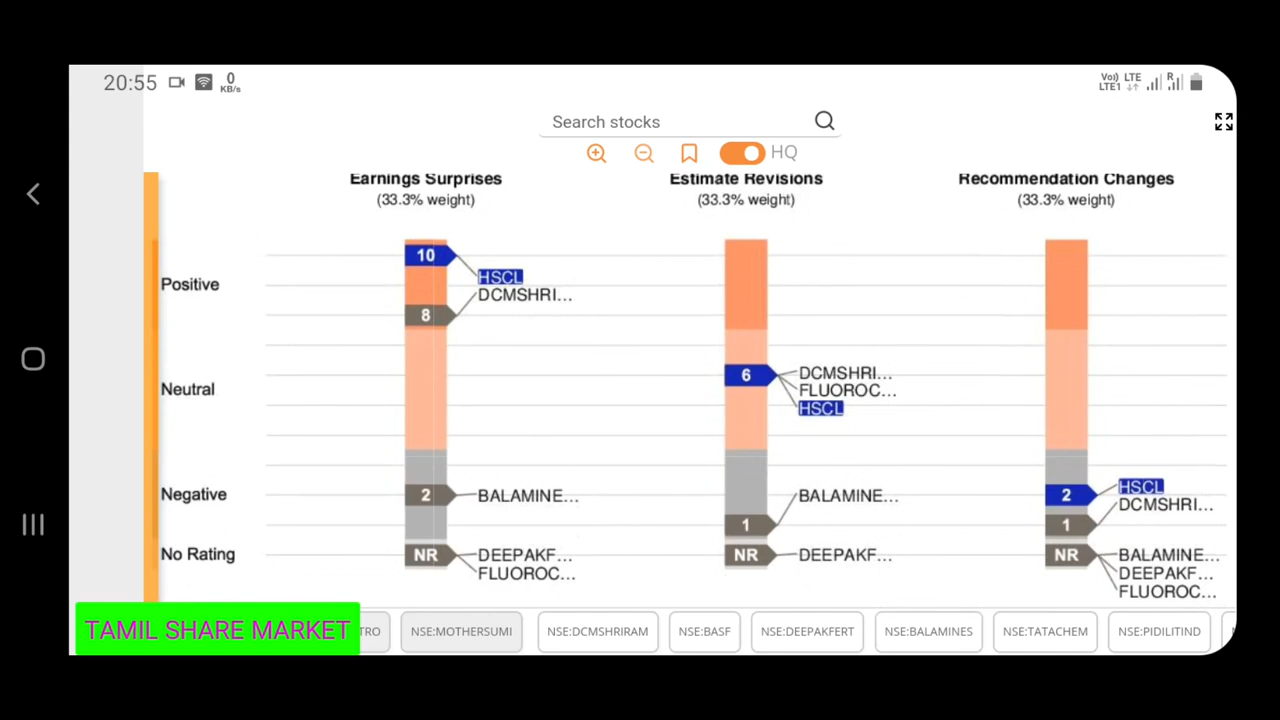 20:55
0
KB/s
Vo)) LTE
LTE1
R
Search stocks
HQ
Earnings Surprises
(33.3% weight)
Estimate Revisions
(33.3% weight)
Recommendation Changes
(33.3% weight)
Positive
10
HSCL
DCMSHRI...
8
Neutral
6
DCMSHRI...
FLUOROC...
HSCL
Negative
2
BALAMINE...
BALAMINE...
1
2
HSCL
DCMSHRI...
1
No Rating
NR
DEEPAKF...
FLUOROC...
NR
DEEPAKF...
NR
BALAMINE...
DEEPAKF...
FLUOROC...
TAMIL SHARE MARKET
TRO
NSE:MOTHERSUMI
NSE:DCMSHRIRAM
NSE:BASF
NSE:DEEPAKFERT
NSE:BALAMINES
NSE:TATACHEM
NSE:PIDILITIND